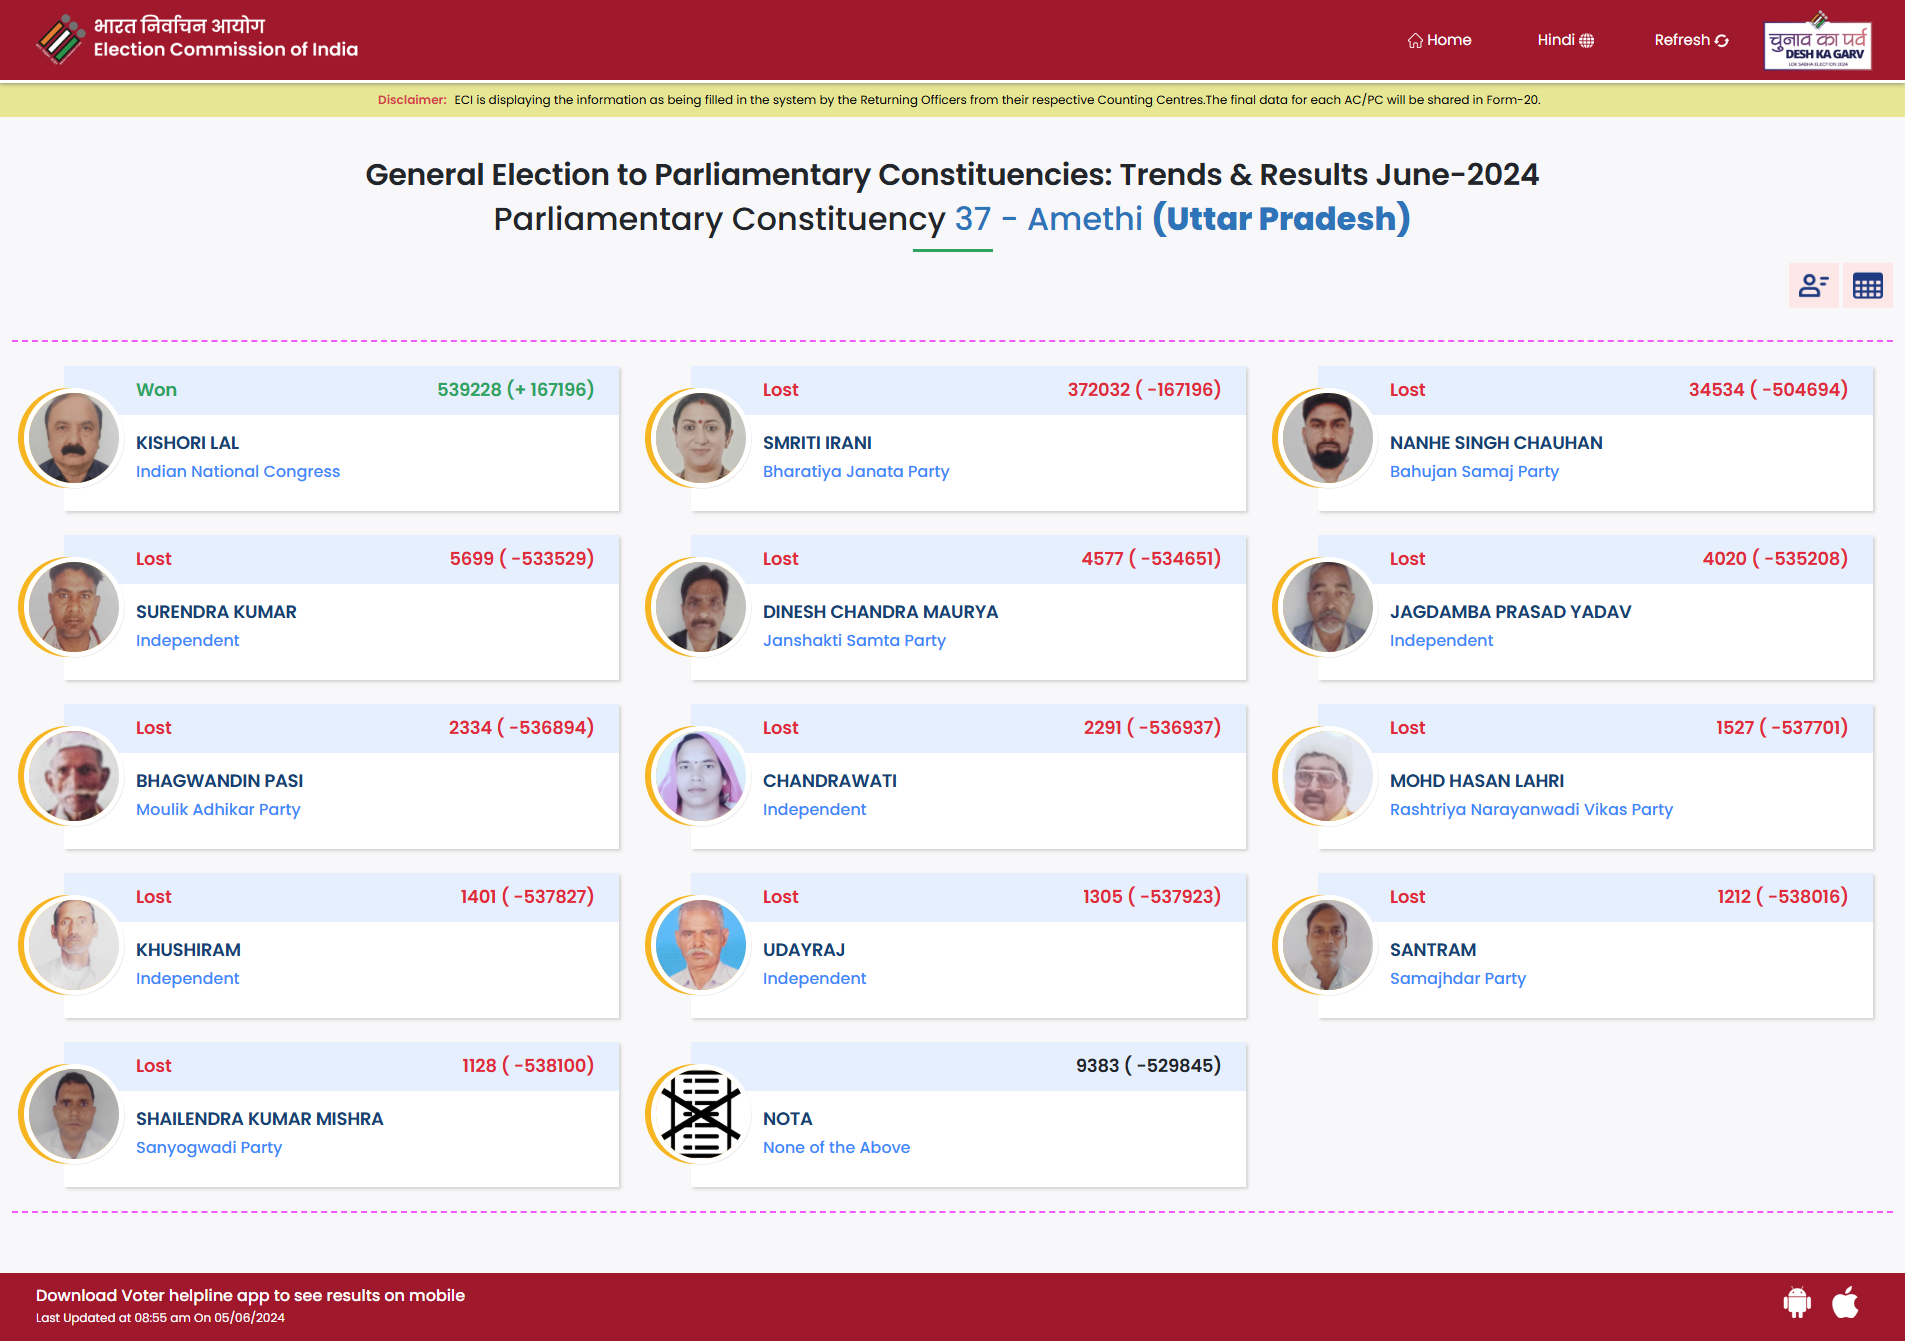 भारत निर्वाचन आयोग
Election Commission of India
Home
Hindi
Refresh
चुनाव का पर्व
DESH KA GARV
LOK SABHA ELECTION 2024
Disclaimer: ECI is displaying the information as being filled in the system by the Returning Officers from their respective Counting Centres.The final data for each AC/PC will be shared in Form-20.
General Election to Parliamentary Constituencies: Trends & Results June-2024
Parliamentary Constituency 37 - Amethi (Uttar Pradesh)
Won 539228 (+ 167196)
KISHORI LAL
Indian National Congress
Lost 372032 ( -167196)
SMRITI IRANI
Bharatiya Janata Party
Lost 34534 ( -504694)
NANHE SINGH CHAUHAN
Bahujan Samaj Party
Lost 5699 ( -533529)
SURENDRA KUMAR
Independent
Lost 4577 ( -534651)
DINESH CHANDRA MAURYA
Janshakti Samta Party
Lost 4020 ( -535208)
JAGDAMBA PRASAD YADAV
Independent
Lost 2334 ( -536894)
BHAGWANDIN PASI
Moulik Adhikar Party
Lost 2291 ( -536937)
CHANDRAWATI
Independent
Lost 1527 ( -537701)
MOHD HASAN LAHRI
Rashtriya Narayanwadi Vikas Party
Lost 1401 ( -537827)
KHUSHIRAM
Independent
Lost 1305 ( -537923)
UDAYRAJ
Independent
Lost 1212 ( -538016)
SANTRAM
Samajhdar Party
Lost 1128 ( -538100)
SHAILENDRA KUMAR MISHRA
Sanyogwadi Party
9383 ( -529845)
NOTA
None of the Above
Download Voter helpline app to see results on mobile
Last Updated at 08:55 am On 05/06/2024